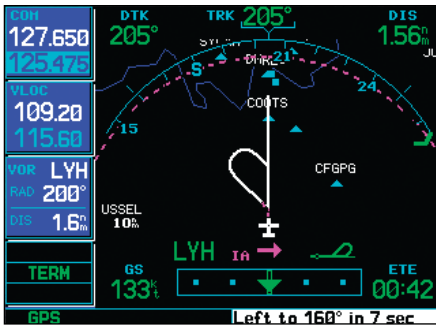 COM
127.650
125.475
VLOC
109.20
115.60
VOR LYH
RAD 200°
DIS 1.6nm
TERM
GPS
DTK
205°
TRK 205°
DIS
1.56nm
S
21
24
15
COOTS
CFGPG
USSEL
10nm
LYH IA
GS
133kt
ETE
00:42
Left to 160° in 7 sec